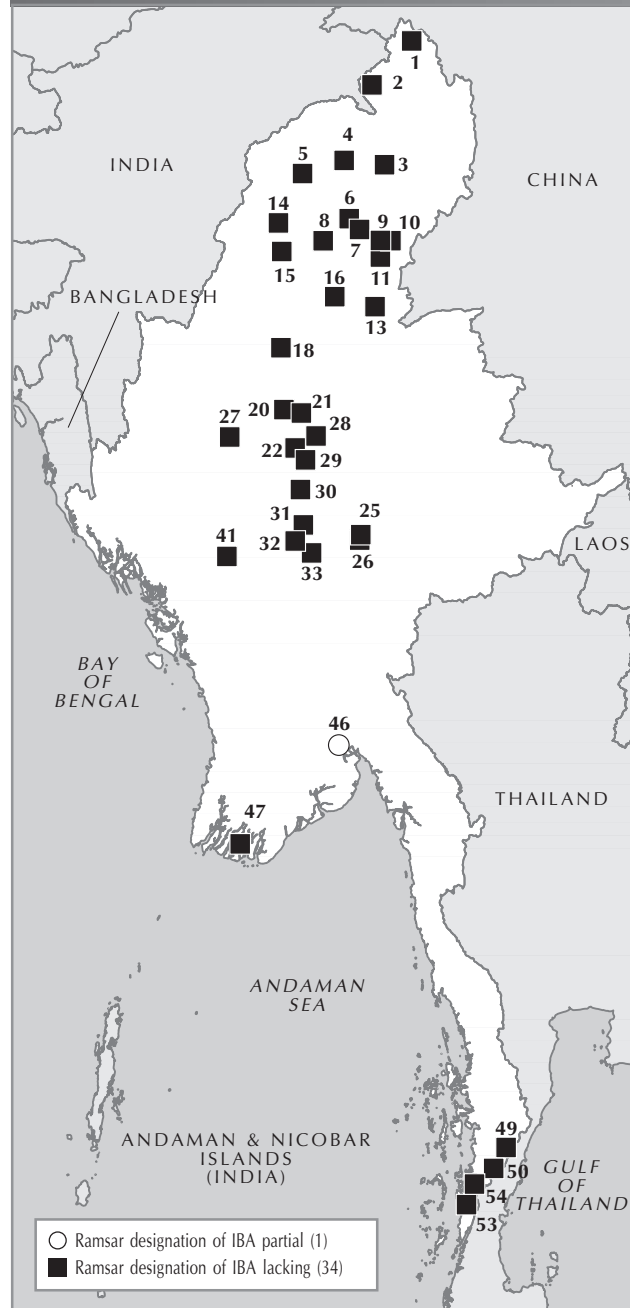 1
2
4
5
3
INDIA
CHINA
6
14
8
9
10
7
15
11
16
BANGLADESH
13
18
20
21
27
28
22
29
30
25
31
41
32
LAOS
33
26
BAY
OF
BENGAL
46
THAILAND
47
ANDAMAN
SEA
49
ANDAMAN & NICOBAR
ISLANDS
(INDIA)
50
GULF
OF
THAILAND
54
53
Ramsar designation of IBA partial (1)
Ramsar designation of IBA lacking (34)